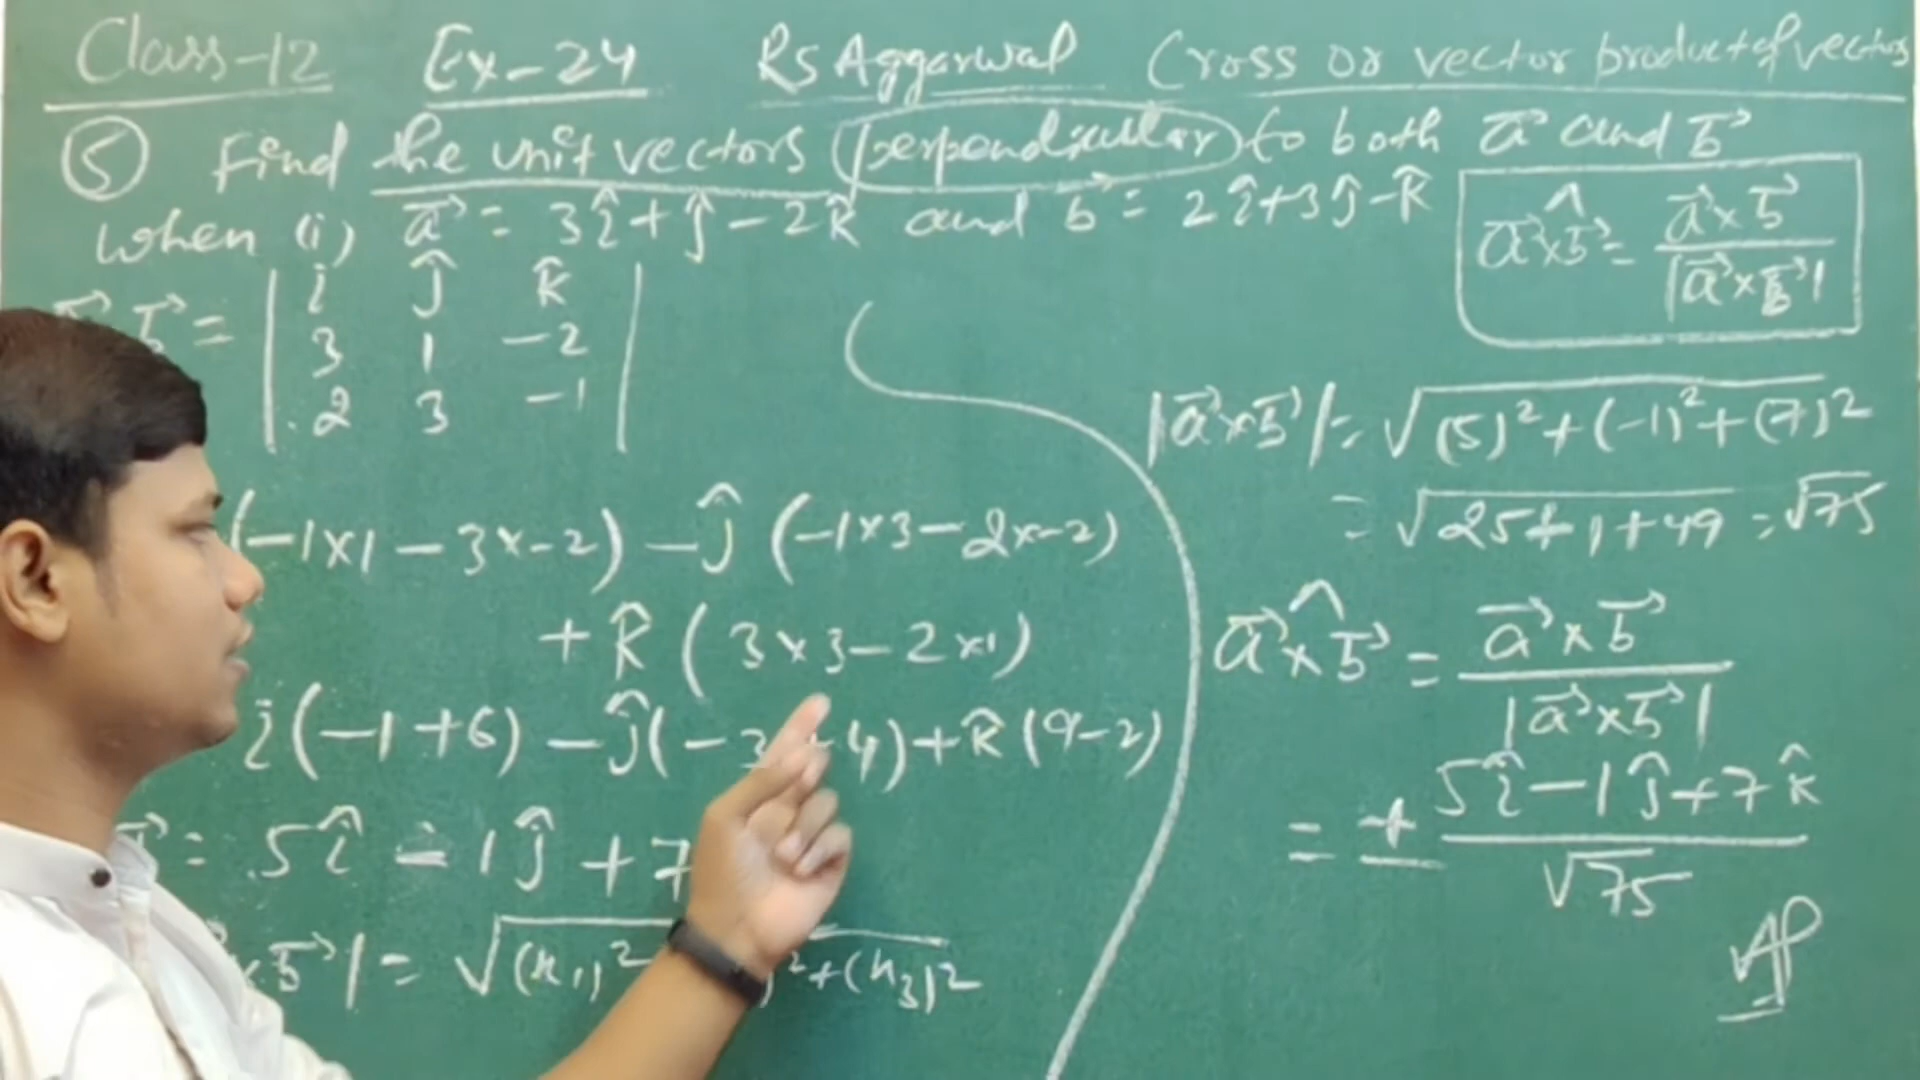 Class-12 Ex-24 RS Aggarwal Cross or vector product of vectors
⑤ Find the unit vectors perpendicular to both a⃗ and b⃗
when (i) a⃗ = 3î+ĵ-2k̂ and b⃗ = 2î+3ĵ-k̂
b⃗ = | î ĵ k̂ |
| 3 1 -2 |
| 2 3 -1 |
(-1×1-3×-2) -ĵ (-1×3-2×-2)
+ k̂ (3×3-2×1)
î(-1+6) -ĵ(-3+4)+k̂(9-2)
= 5î - 1ĵ + 7
×b⃗| = √(x₁)² )²+(x₃)²
a⃗×b⃗^ = a⃗×b⃗ / |a⃗×b⃗|
|a⃗×b⃗| = √(5)²+(-1)²+(7)²
= √25+1+49 = √75
a⃗×b⃗^ = a⃗×b⃗ / |a⃗×b⃗|
= ± 5î-1ĵ+7k̂ / √75